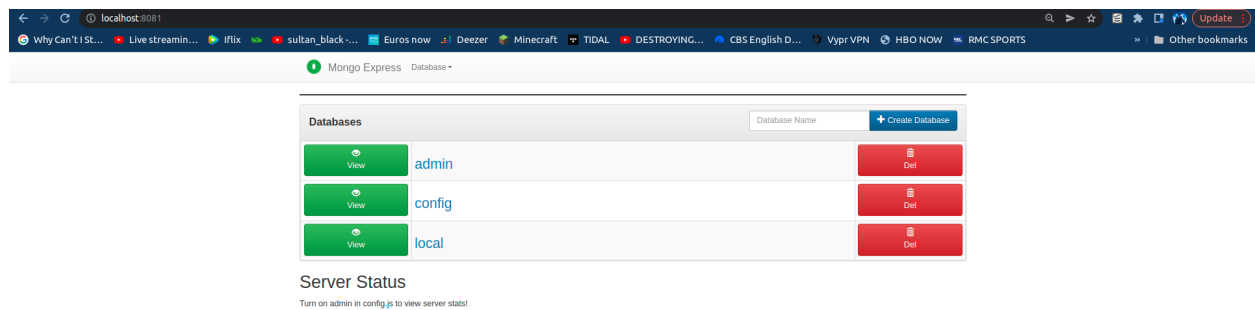 localhost:8081
Update
Why Can't I St... Live streamin... Iflix sultan_black -... Euros now Deezer Minecraft TIDAL DESTROYING... CBS English D... Vypr VPN HBO NOW RMC SPORTS » Other bookmarks
Mongo Express Database
Databases Database Name + Create Database
View admin Del
View config Del
View local Del
Server Status
Turn on admin in config.js to view server stats!